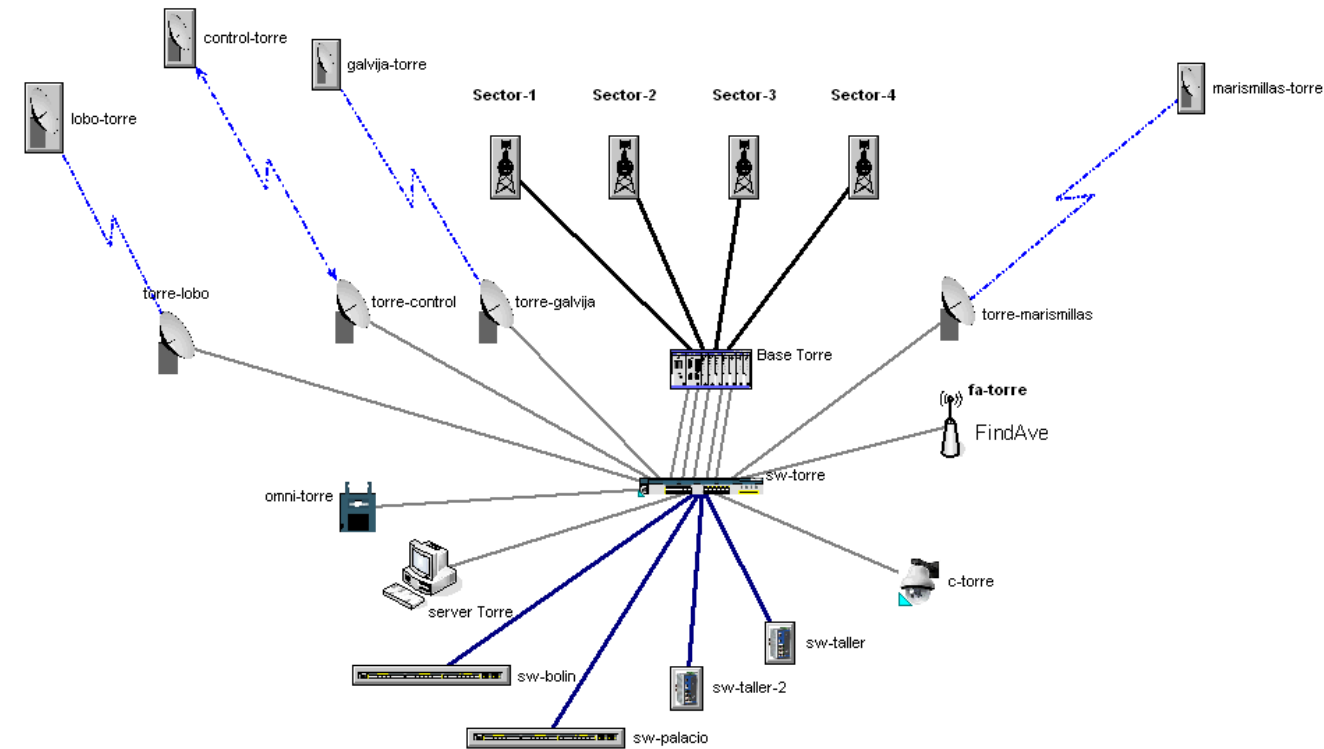 control-torre
galvija-torre
marismillas-torre
lobo-torre
Sector-1
Sector-2
Sector-3
Sector-4
torre-lobo
torre-control
torre-galvija
torre-marismillas
Base Torre
fa-torre
FindAve
sw-torre
omni-torre
c-torre
server Torre
sw-taller
sw-bolin
sw-taller-2
sw-palacio